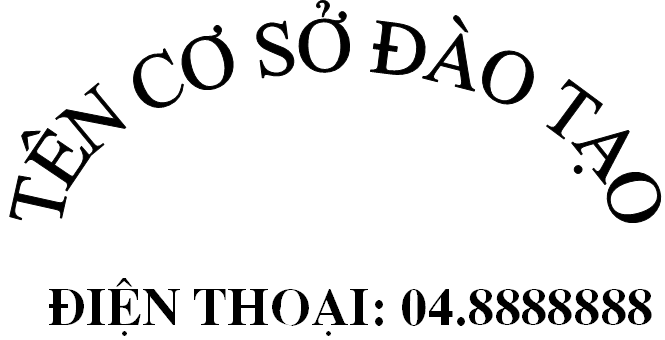 TÊN CƠ SỞ ĐÀO TẠO
ĐIỆN THOẠI: 04.8888888